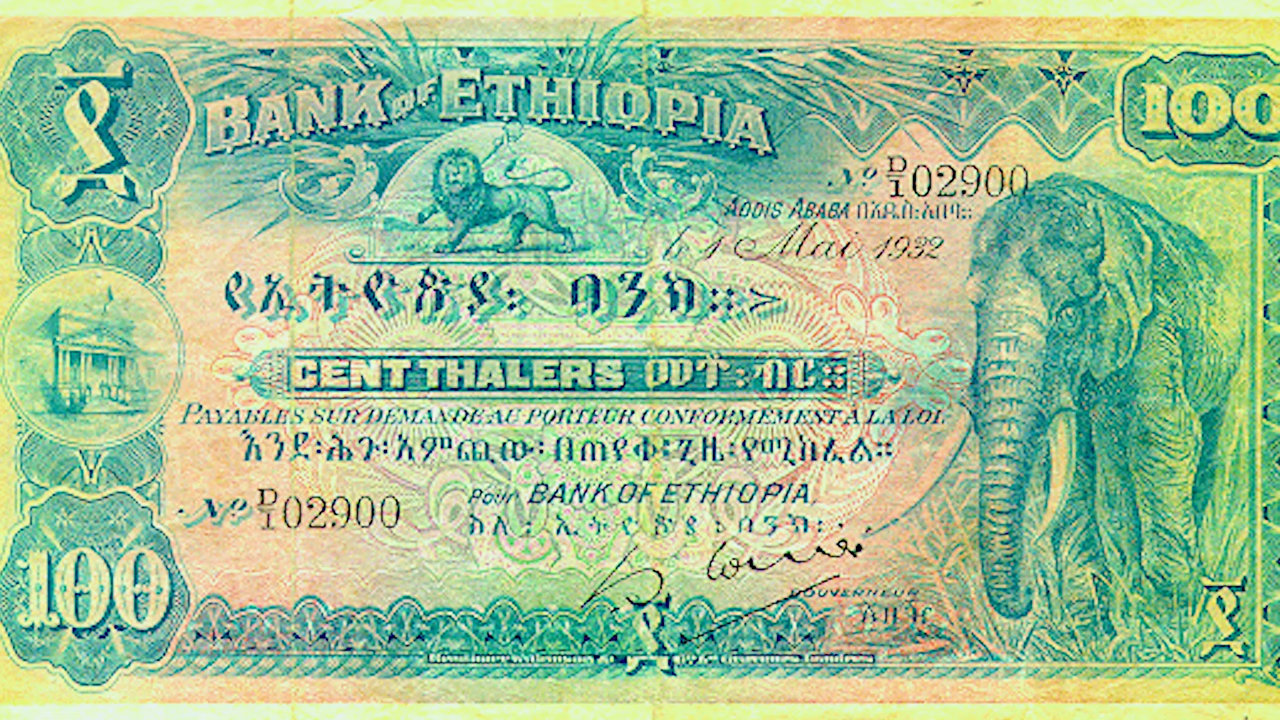 ፻
BANK OF ETHIOPIA
100
No D/1 02900
ADDIS ABABA በአዲስ፡አበባ፡፡
le 1 Mai 1932
የኢትዮጵያ፡ ባንክ፡፡
CENT THALERS መቶ፡ብር፡፡
PAYABLES SUR DEMANDE AU PORTEUR CONFORMÉMENT A LA LOI
እንደ፡ሕጉ፡አምጪው፡በጠየቀ፡ጊዜ፡የሚከፈል።
No D/1 02900
Pour BANK OF ETHIOPIA.
ስለ፡ኢትዮጵያ፡ባንክ፡
100
GOUVERNEUR
፻
፻